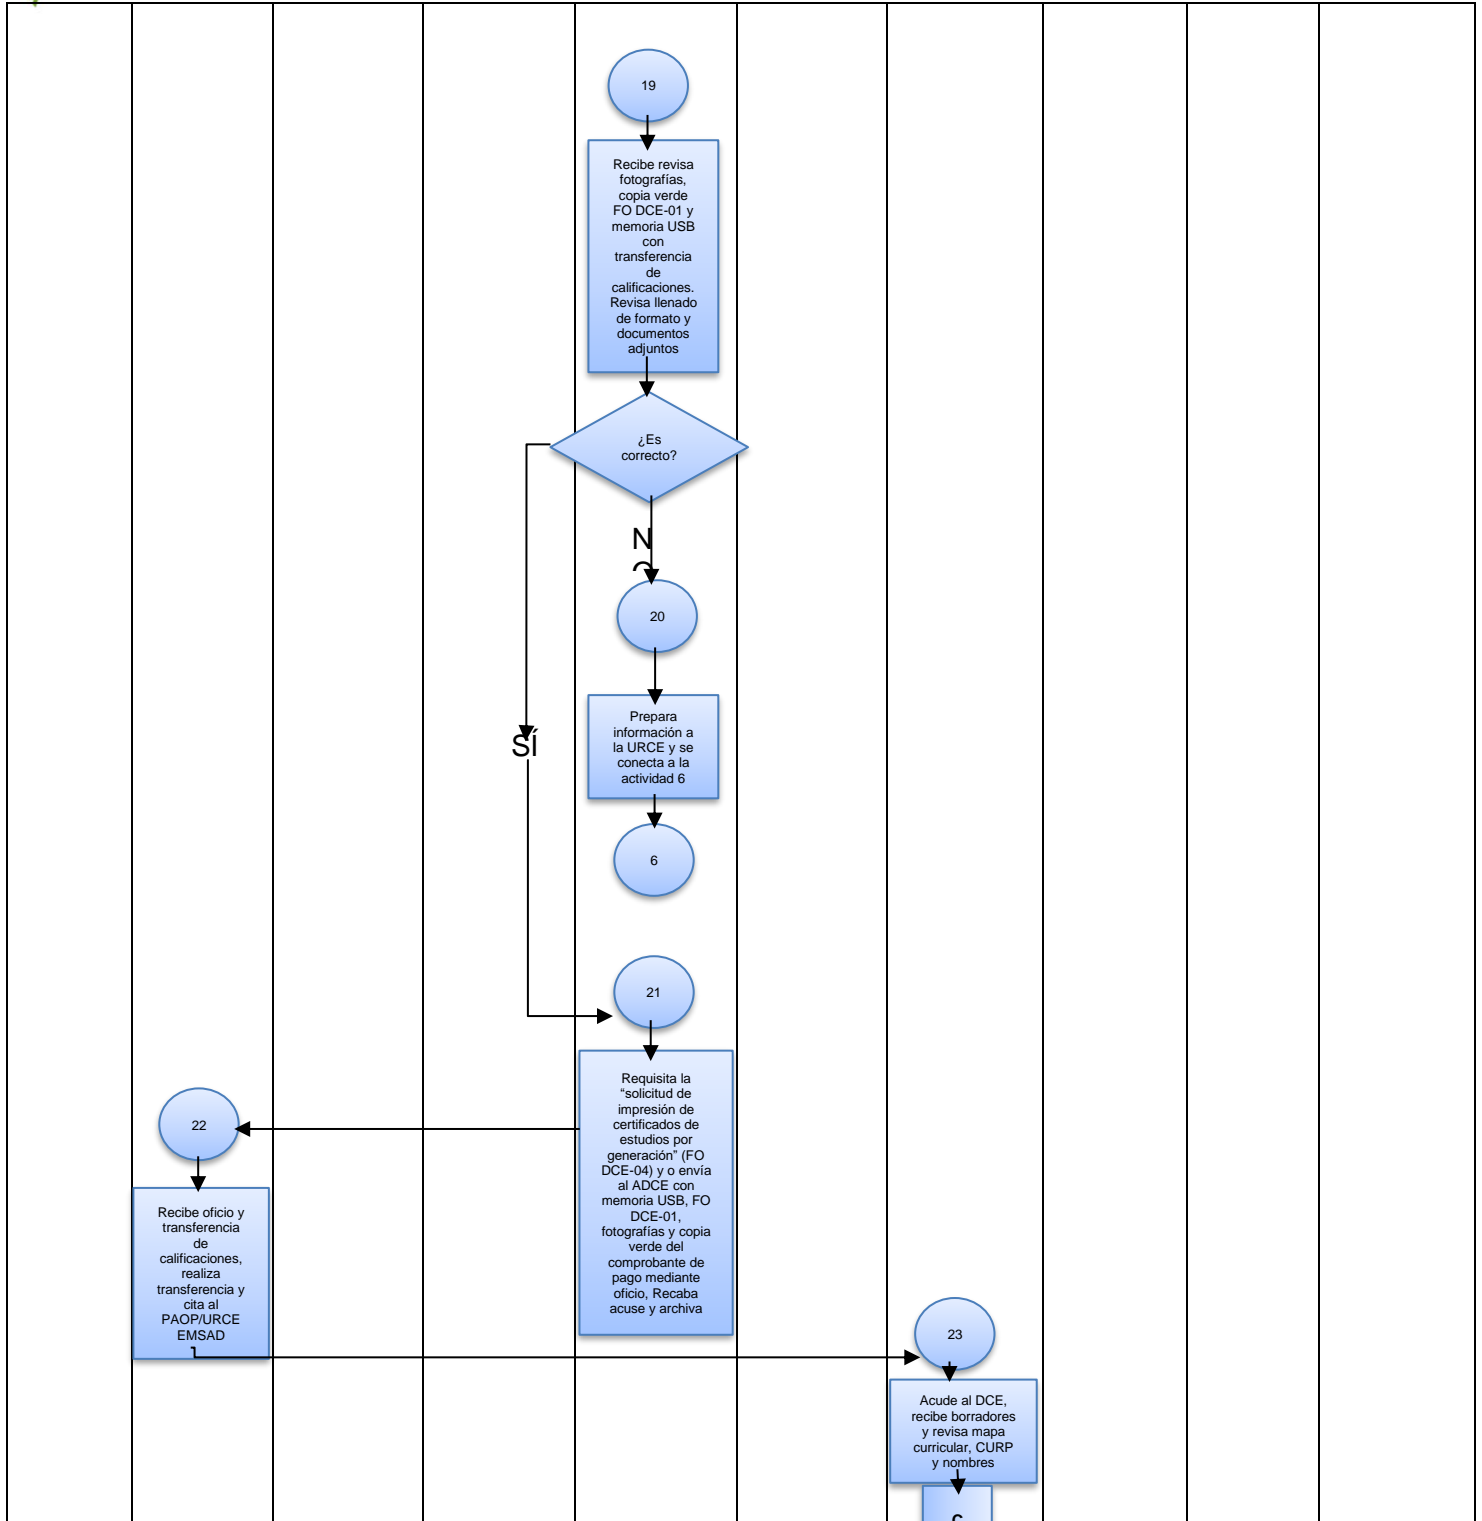 19
Recibe revisa
fotografías,
copia verde
FO DCE-01 y
memoria USB
con
transferencia
de
calificaciones.
Revisa llenado
de formato y
documentos
adjuntos
¿Es
correcto?
N
20
Prepara
información a
la URCE y se
conecta a la
actividad 6
SÍ
6
21
Requisita la
“solicitud de
impresión de
certificados de
estudios por
generación” (FO
DCE-04) y o envía
al ADCE con
memoria USB, FO
DCE-01,
fotografías y copia
verde del
comprobante de
pago mediante
oficio, Recaba
acuse y archiva
22
Recibe oficio y
transferencia
de
calificaciones,
realiza
transferencia y
cita al
PAOP/URCE
EMSAD
23
Acude al DCE,
recibe borradores
y revisa mapa
curricular, CURP
y nombres